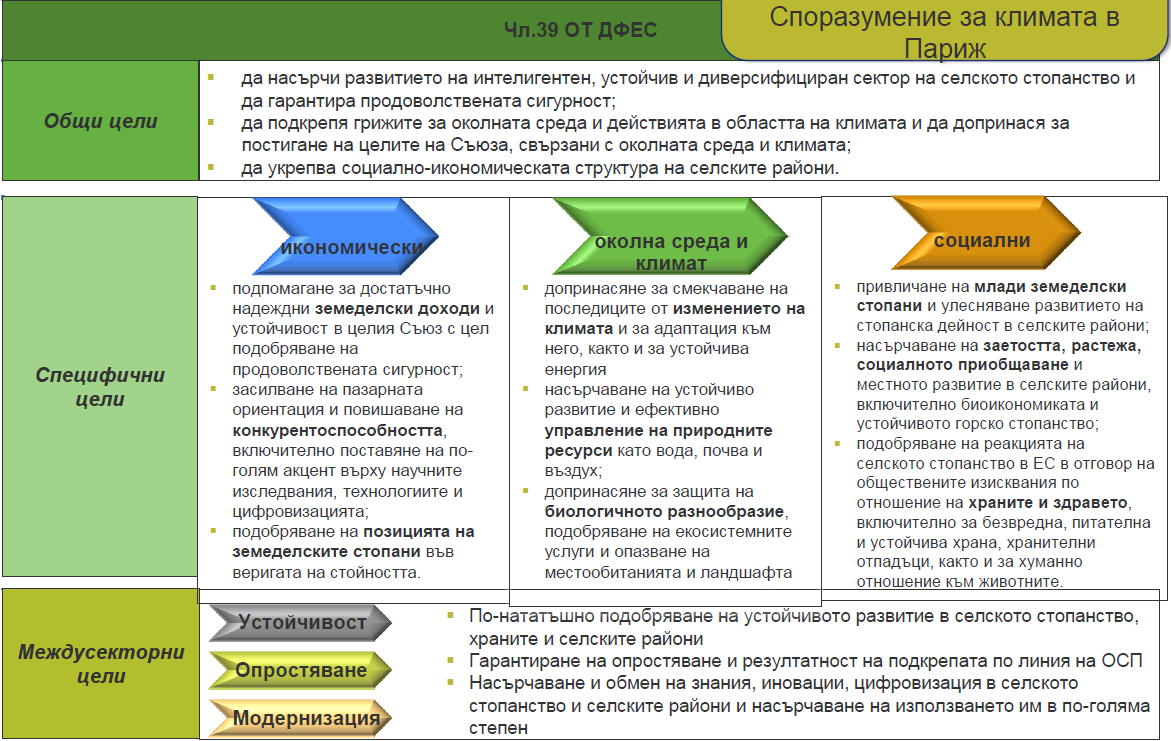 Чл.39 ОТ ДФЕС
Споразумение за климата в
Париж
Общи цели
да насърчи развитието на интелигентен, устойчив и диверсифициран сектор на селското стопанство и
да гарантира продоволствената сигурност;
да подкрепя грижите за околната среда и действията в областта на климата и да допринася за
постигане на целите на Съюза, свързани с околната среда и климата;
да укрепва социално-икономическата структура на селските райони.
Специфични
цели
икономически
подпомагане за достатъчно
надеждни земеделски доходи и
устойчивост в целия Съюз с цел
подобряване на
продоволствената сигурност;
засилване на пазарната
ориентация и повишаване на
конкурентоспособността,
включително поставяне на по-
голям акцент върху научните
изследвания, технологиите и
цифровизацията;
подобряване на позицията на
земеделските стопани във
веригата на стойността.
околна среда и
климат
допринасяне за смекчаване на
последиците от изменението на
климата и за адаптация към
него, както и за устойчива
енергия
насърчаване на устойчиво
развитие и ефективно
управление на природните
ресурси като вода, почва и
въздух;
допринасяне за защита на
биологичното разнообразие,
подобряване на екосистемните
услуги и опазване на
местообитанията и ландшафта
социални
привличане на млади земеделски
стопани и улесняване развитието на
стопанска дейност в селските райони;
насърчаване на заетостта, растежа,
социалното приобщаване и
местното развитие в селските райони,
включително биоикономиката и
устойчивото горско стопанство;
подобряване на реакцията на
селското стопанство в ЕС в отговор на
обществените изисквания по
отношение на храните и здравето,
включително за безвредна, питателна
и устойчива храна, хранителни
отпадъци, както и за хуманно
отношение към животните.
Междусекторни
цели
Устойчивост
Опростяване
Модернизация
По-нататъшно подобряване на устойчивото развитие в селското стопанство,
храните и селските райони
Гарантиране на опростяване и резултатност на подкрепата по линия на ОСП
Насърчаване и обмен на знания, иновации, цифровизация в селското
стопанство и селските райони и насърчаване на използването им в по-голяма
степен